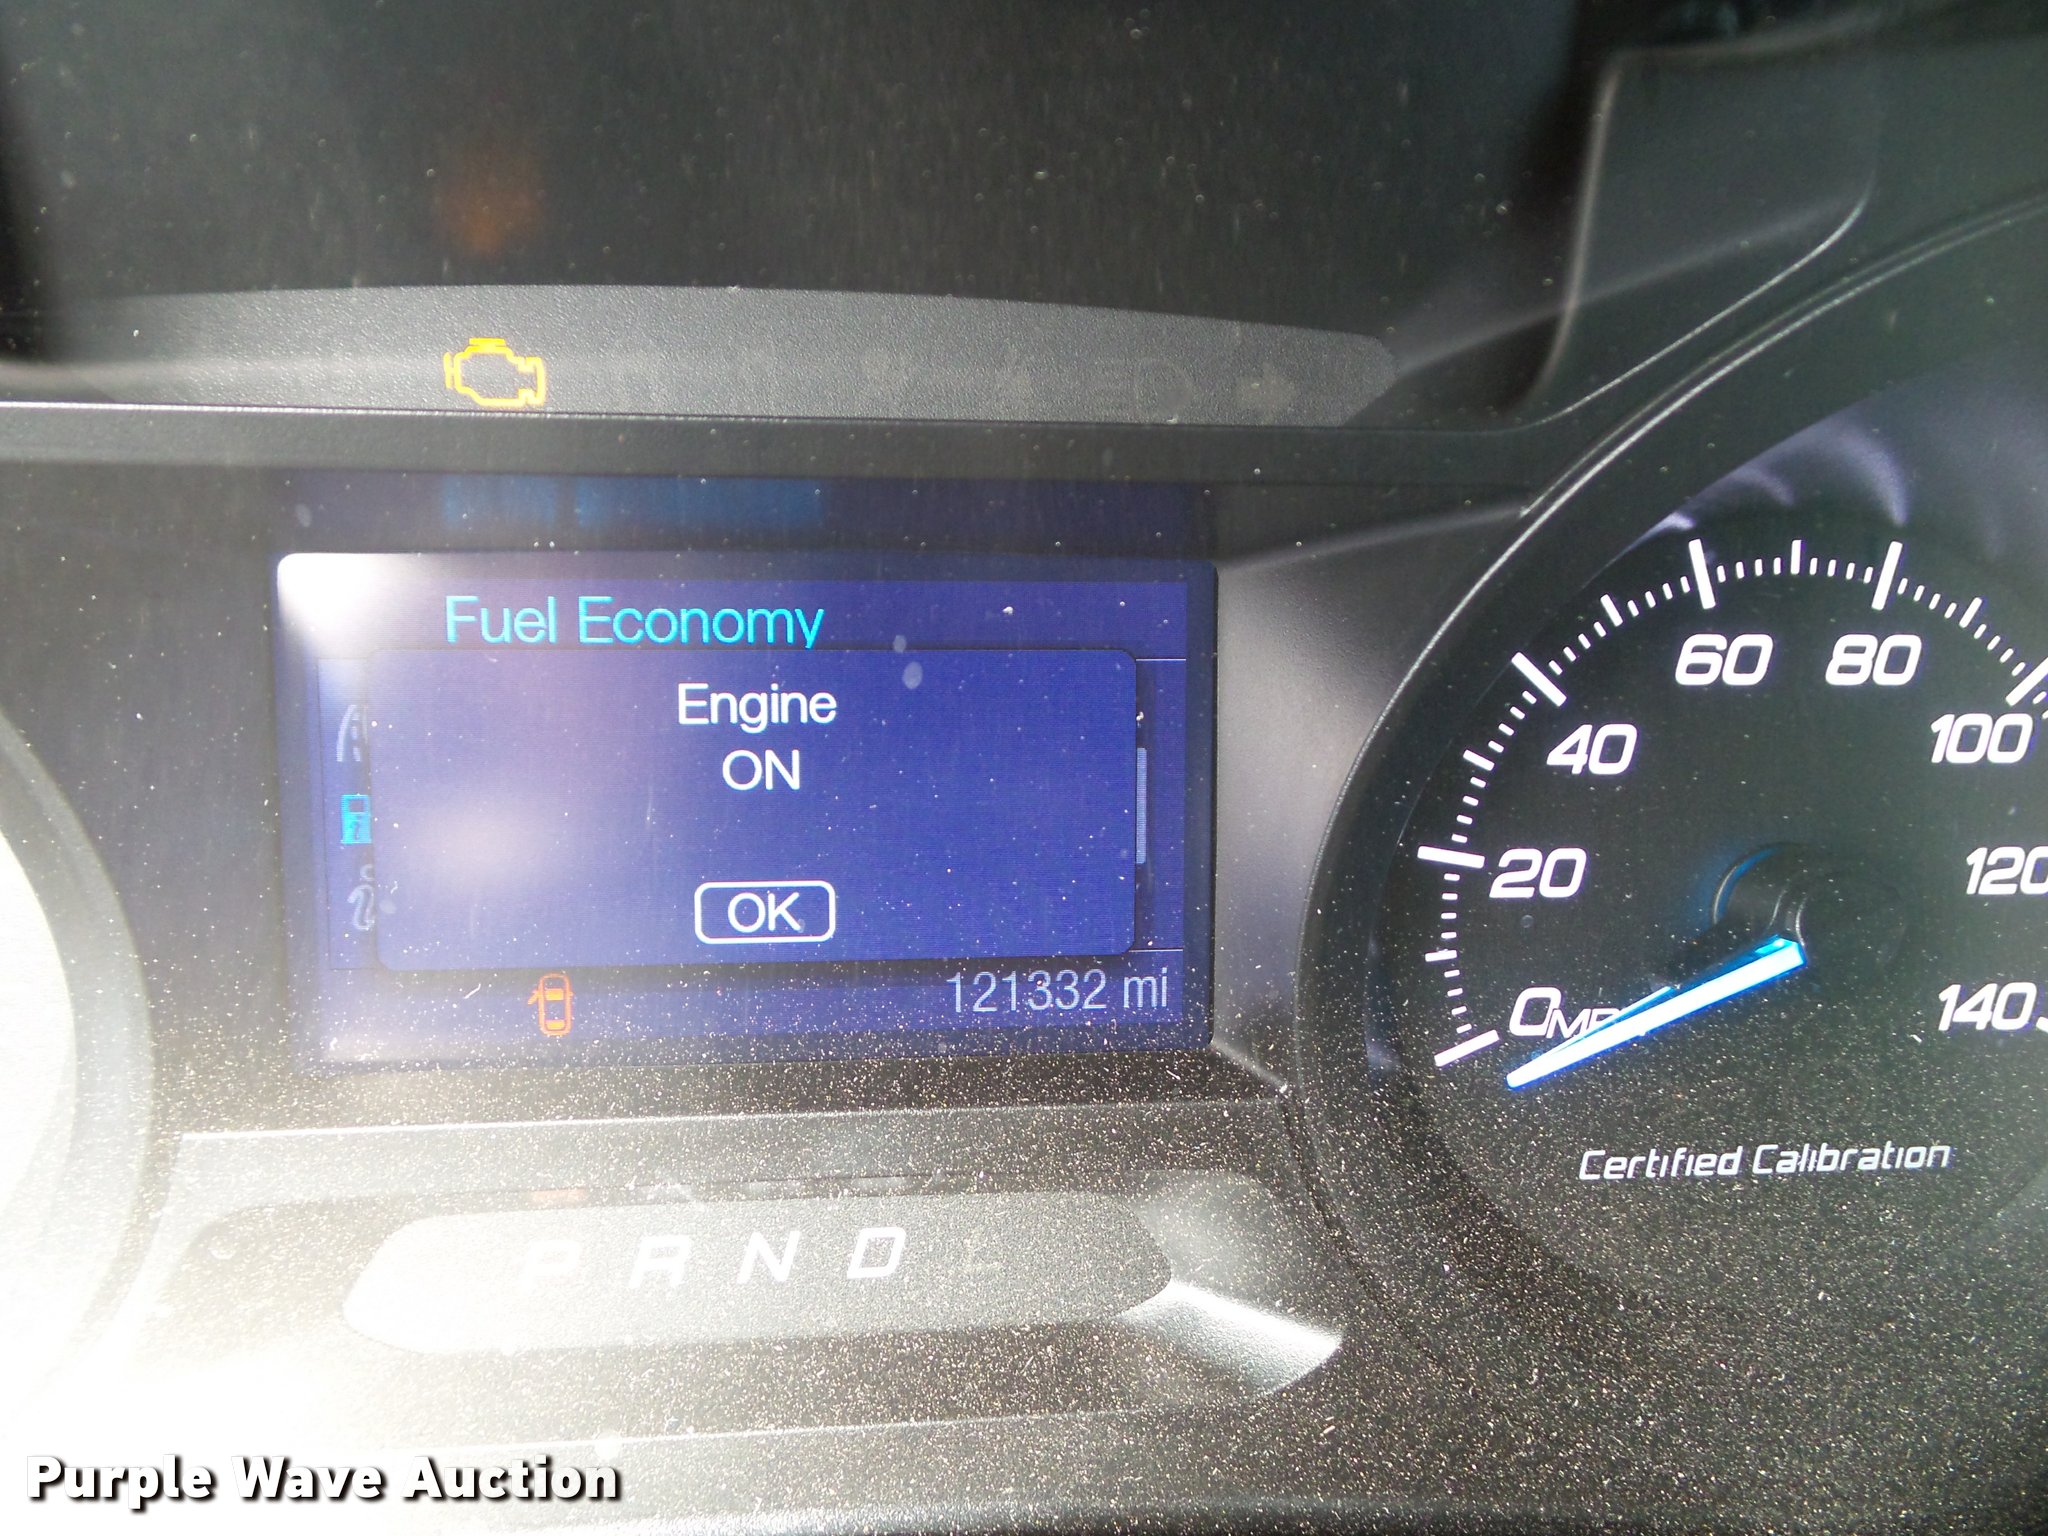 Fuel Economy
Engine
ON
OK
121332 mi
0 20 40 60 80 100 120 140
Certified Calibration
P R N D
Purple Wave Auction